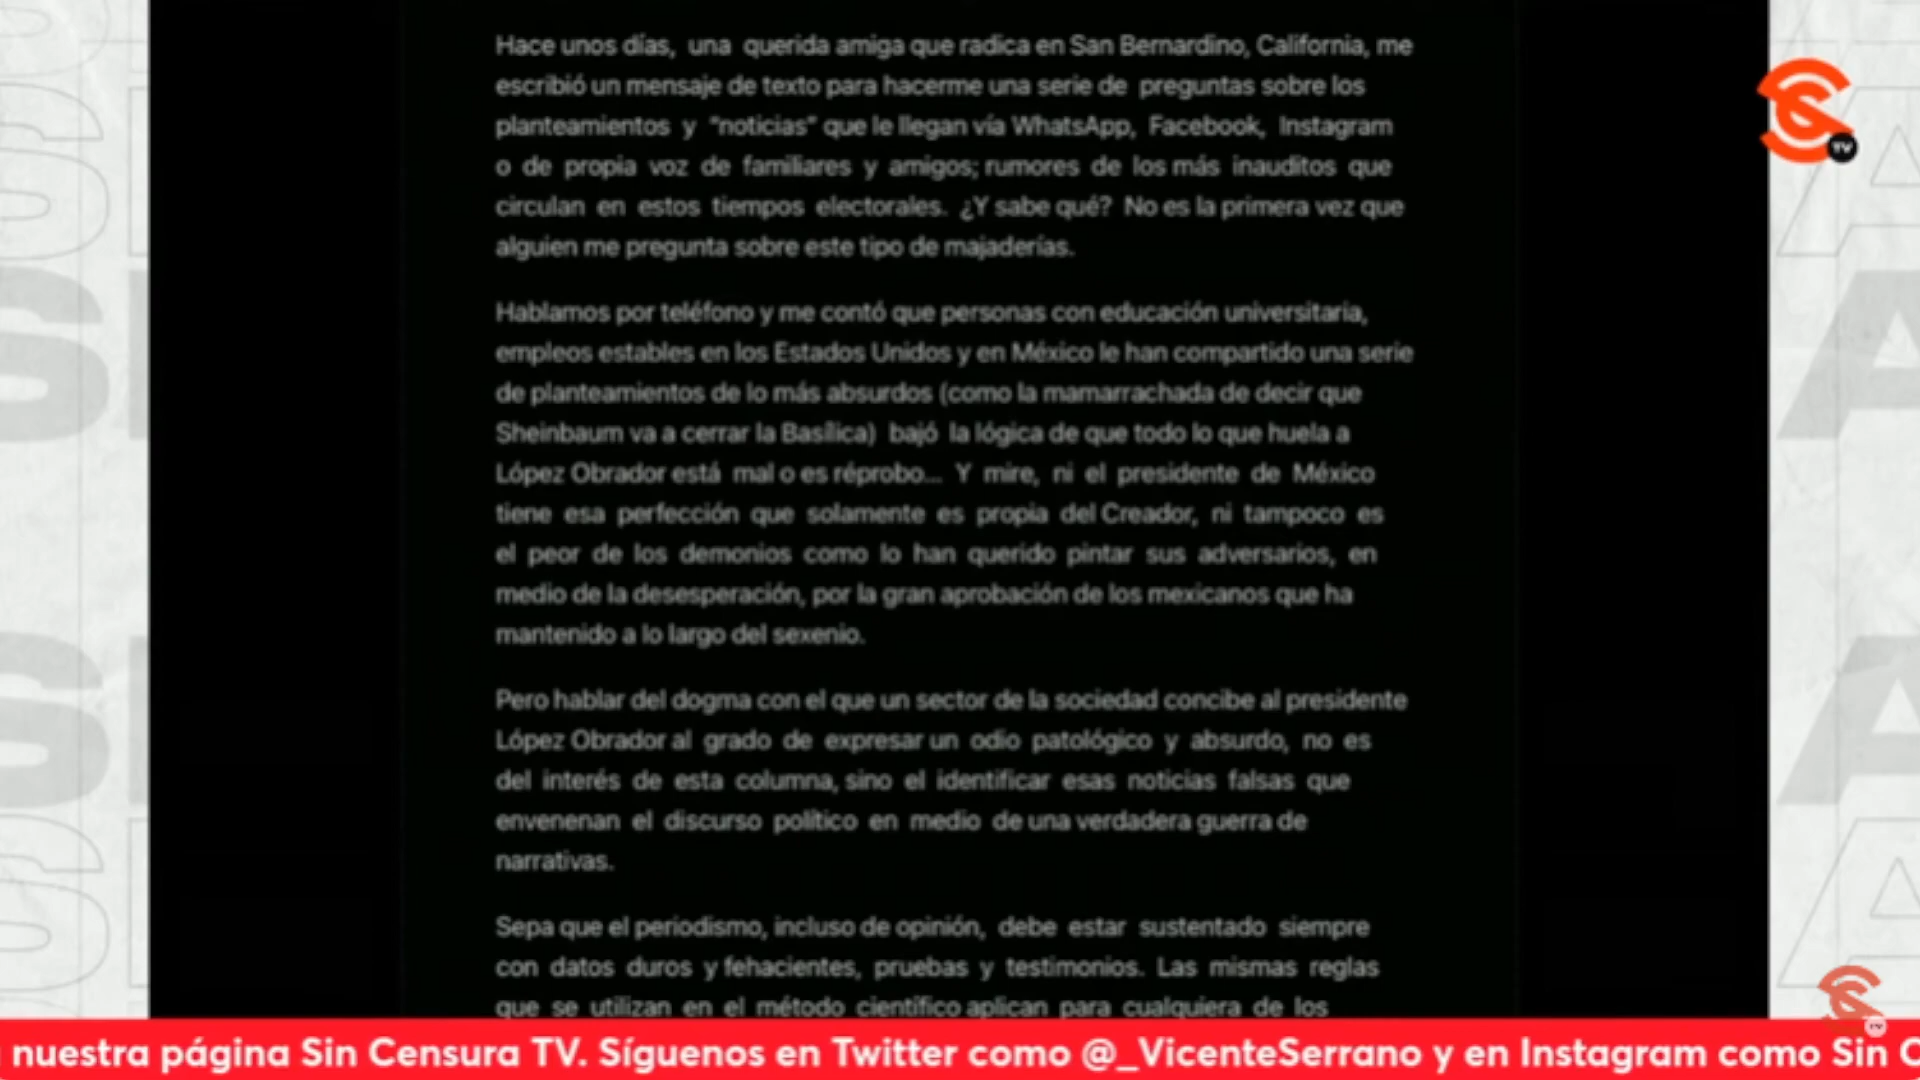 Hace unos días, una querida amiga que radica en San Bernardino, California, me
escribió un mensaje de texto para hacerme una serie de preguntas sobre los
planteamientos y “noticias” que le llegan vía WhatsApp, Facebook, Instagram
o de propia voz de familiares y amigos; rumores de los más inauditos que
circulan en estos tiempos electorales. ¿Y sabe qué? No es la primera vez que
alguien me pregunta sobre este tipo de majaderías.
Hablamos por teléfono y me contó que personas con educación universitaria,
empleos estables en los Estados Unidos y en México le han compartido una serie
de planteamientos de lo más absurdos (como la mamarrachada de decir que
Sheinbaum va a cerrar la Basílica) bajó la lógica de que todo lo que huela a
López Obrador está mal o es réprobo... Y mire, ni el presidente de México
tiene esa perfección que solamente es propia del Creador, ni tampoco es
el peor de los demonios como lo han querido pintar sus adversarios, en
medio de la desesperación, por la gran aprobación de los mexicanos que ha
mantenido a lo largo del sexenio.
Pero hablar del dogma con el que un sector de la sociedad concibe al presidente
López Obrador al grado de expresar un odio patológico y absurdo, no es
del interés de esta columna, sino el identificar esas noticias falsas que
envenenan el discurso político en medio de una verdadera guerra de
narrativas.
Sepa que el periodismo, incluso de opinión, debe estar sustentado siempre
con datos duros y fehacientes, pruebas y testimonios. Las mismas reglas
que se utilizan en el método científico aplican para cualquiera de los
nuestra página Sin Censura TV. Síguenos en Twitter como @_VicenteSerrano y en Instagram como Sin C
TV
TV